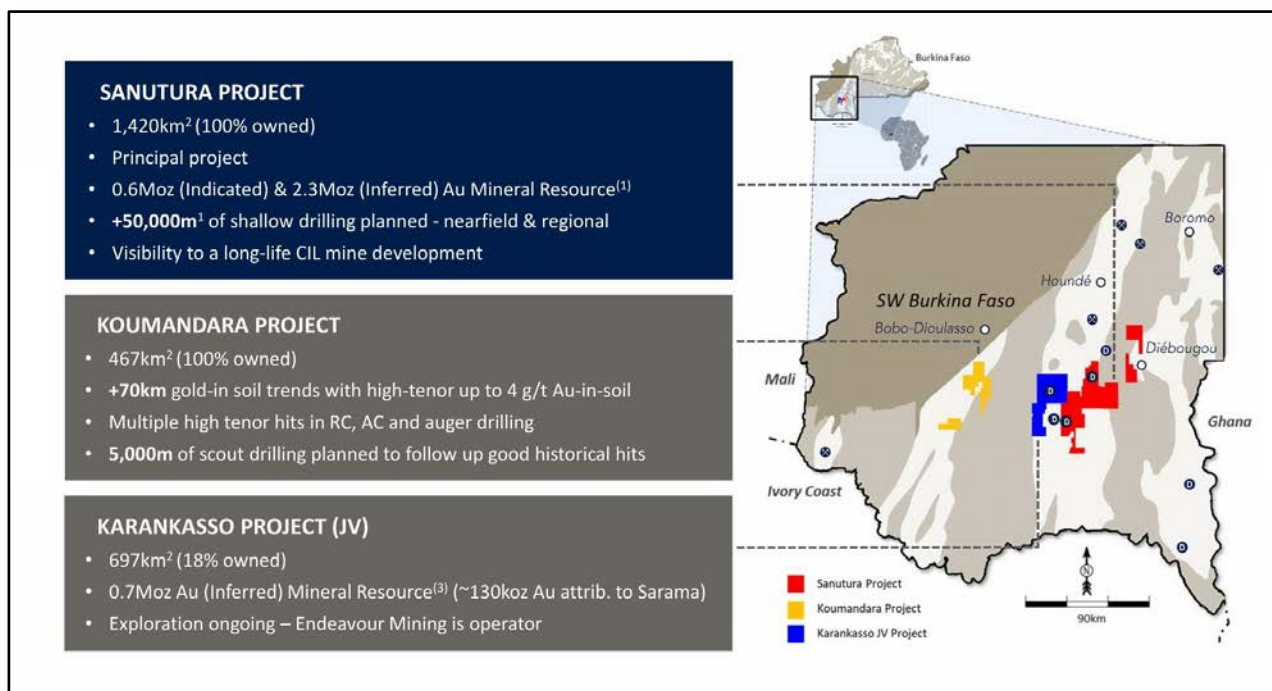 SANUTURA PROJECT
• 1,420km² (100% owned)
• Principal project
• 0.6Moz (Indicated) & 2.3Moz (Inferred) Au Mineral Resource⁽¹⁾
• +50,000m¹ of shallow drilling planned - nearfield & regional
• Visibility to a long-life CIL mine development
KOUMANDARA PROJECT
• 467km² (100% owned)
• +70km gold-in soil trends with high-tenor up to 4 g/t Au-in-soil
• Multiple high tenor hits in RC, AC and auger drilling
• 5,000m of scout drilling planned to follow up good historical hits
KARANKASSO PROJECT (JV)
• 697km² (18% owned)
• 0.7Moz Au (Inferred) Mineral Resource⁽³⁾ (~130koz Au attrib. to Sarama)
• Exploration ongoing – Endeavour Mining is operator
Burkina Faso
Boromo
Houndé
SW Burkina Faso
Bobo-Dioulasso
Diébougou
Mali
D
D
D
D
D
Ghana
Ivory Coast
D
D
N
Sanutura Project
Koumandara Project
Karankasso JV Project
90km